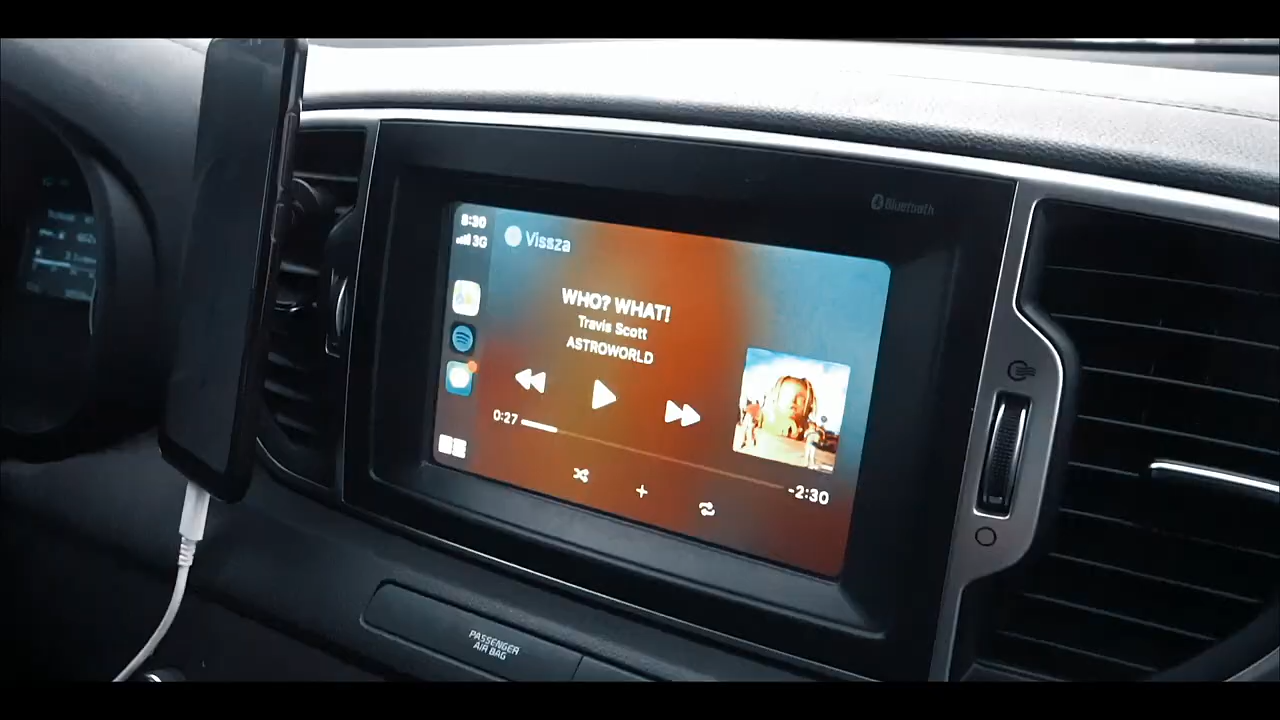 Bluetooth
8:30
3G
Vissza
WHO? WHAT!
Travis Scott
ASTROWORLD
0:27
-2:30
PASSENGER
AIR BAG